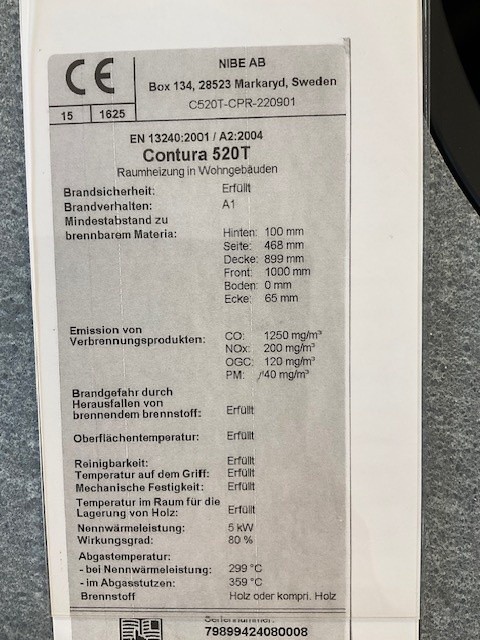 CE
NIBE AB
Box 134, 28523 Markaryd, Sweden
C520T-CPR-220901
15 1625
EN 13240:2001 / A2:2004
Contura 520T
Raumheizung in Wohngebäuden
Brandsicherheit: Erfüllt
Brandverhalten: A1
Mindestabstand zu
brennbarem Materia: Hinten: 100 mm
Seite: 468 mm
Decke: 899 mm
Front: 1000 mm
Boden: 0 mm
Ecke: 65 mm
Emission von
Verbrennungsprodukten: CO: 1250 mg/m³
NOx: 200 mg/m³
OGC: 120 mg/m³
PM: 40 mg/m³
Brandgefahr durch
Herausfallen von
brennendem brennstoff: Erfüllt
Oberflächentemperatur: Erfüllt
Reinigbarkeit: Erfüllt
Temperatur auf dem Griff: Erfüllt
Mechanische Festigkeit: Erfüllt
Temperatur im Raum für die
Lagerung von Holz: Erfüllt
Nennwärmeleistung: 5 kW
Wirkungsgrad: 80 %
Abgastemperatur:
- bei Nennwärmeleistung: 299 °C
- im Abgasstutzen: 359 °C
Brennstoff Holz oder kompri. Holz
Seriennummer:
79899424080008